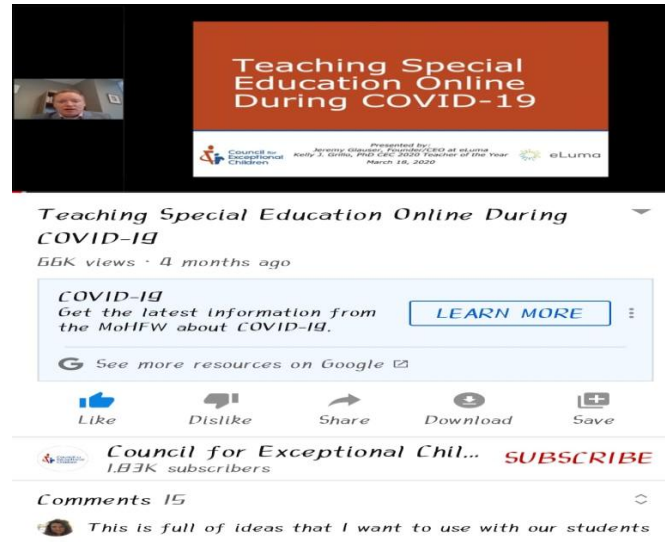 Teaching Special
Education Online
During COVID-19
Council for
Exceptional
Children
Presented by:
Jeremy Glauser, Founder/CEO at eLuma
Kelly J. Grillo, PhD CEC 2020 Teacher of the Year
March 18, 2020
eLuma
Teaching Special Education Online During
COVID-19
66K views · 4 months ago
COVID-19
Get the latest information from
the MoHFW about COVID-19.
LEARN MORE
G See more resources on Google
Like Dislike Share Download Save
Council for Exceptional Chil...
1.83K subscribers
SUBSCRIBE
Comments 15
This is full of ideas that I want to use with our students